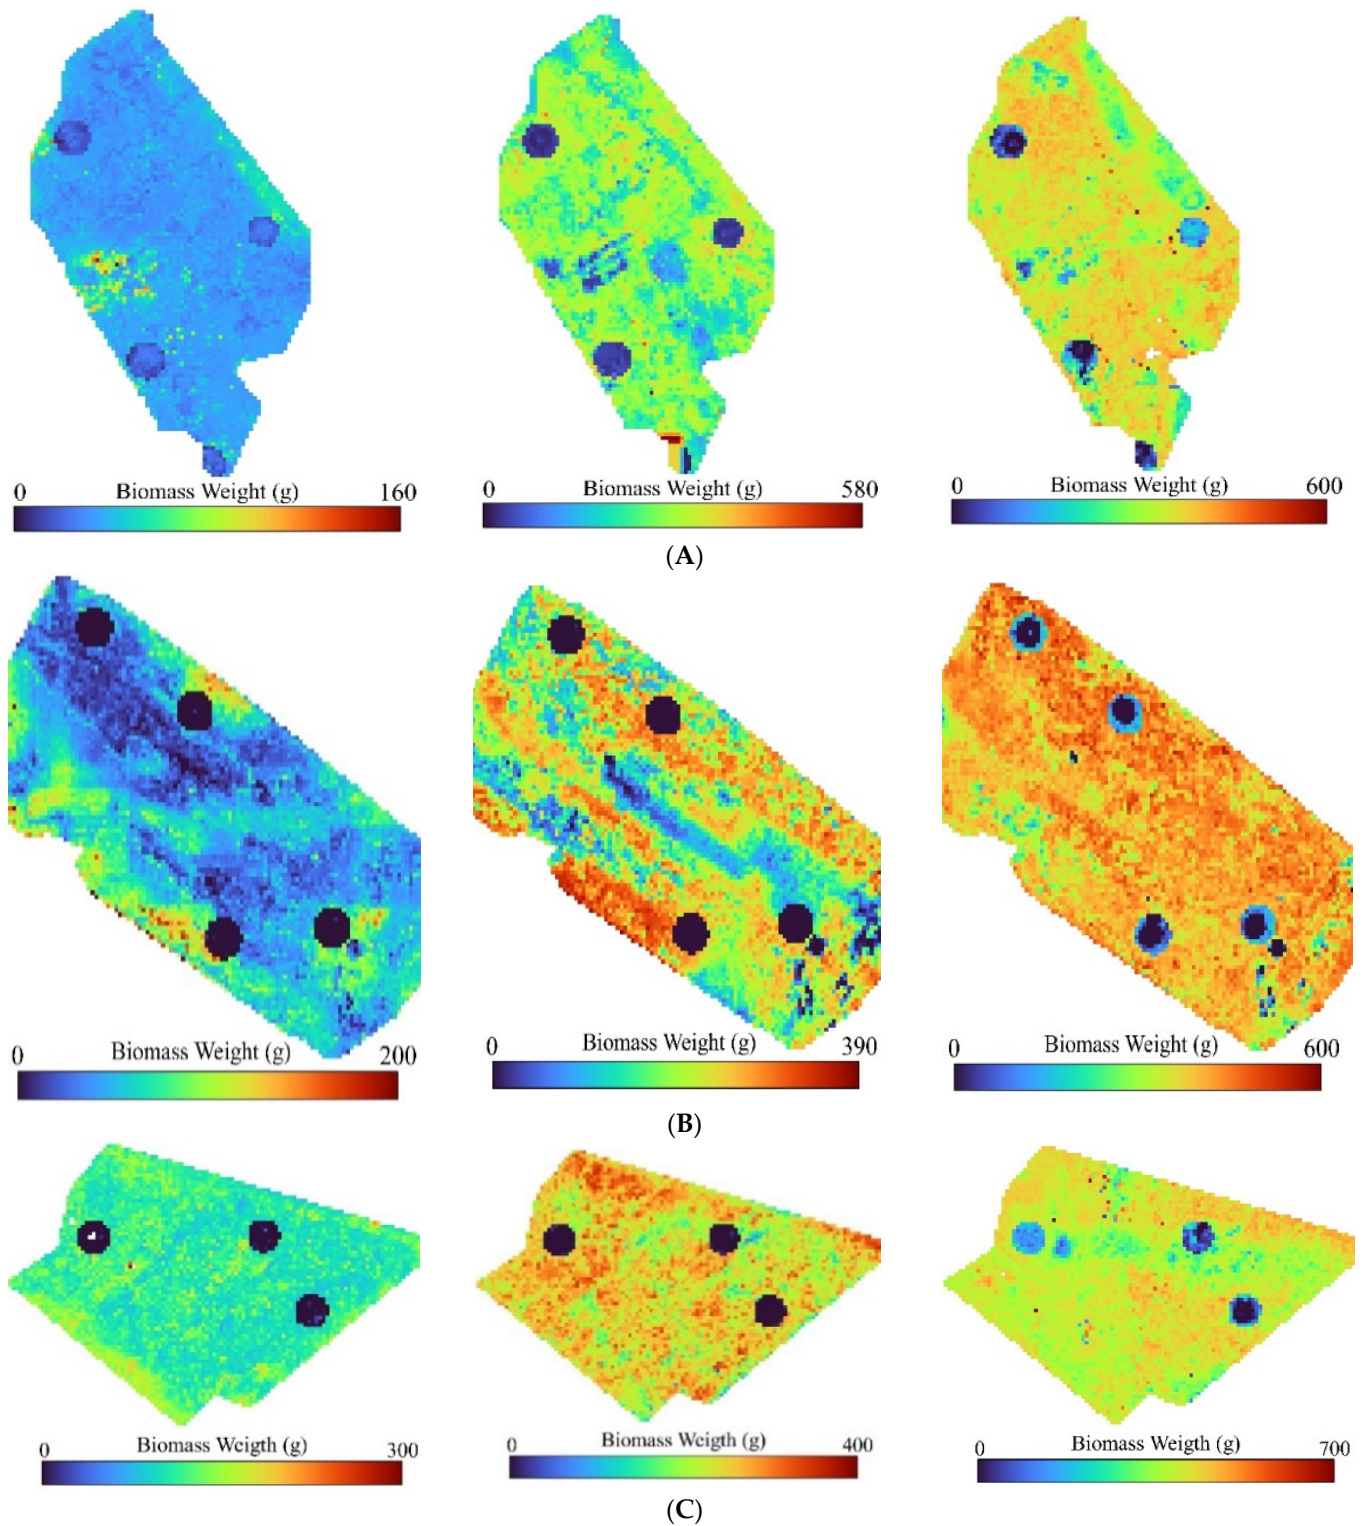 0 Biomass Weight (g) 160
0 Biomass Weight (g) 580
0 Biomass Weight (g) 600
(A)
0 Biomass Weight (g) 200
0 Biomass Weight (g) 390
0 Biomass Weight (g) 600
(B)
0 Biomass Weigth (g) 300
0 Biomass Weigth (g) 400
0 Biomass Weigth (g) 700
(C)